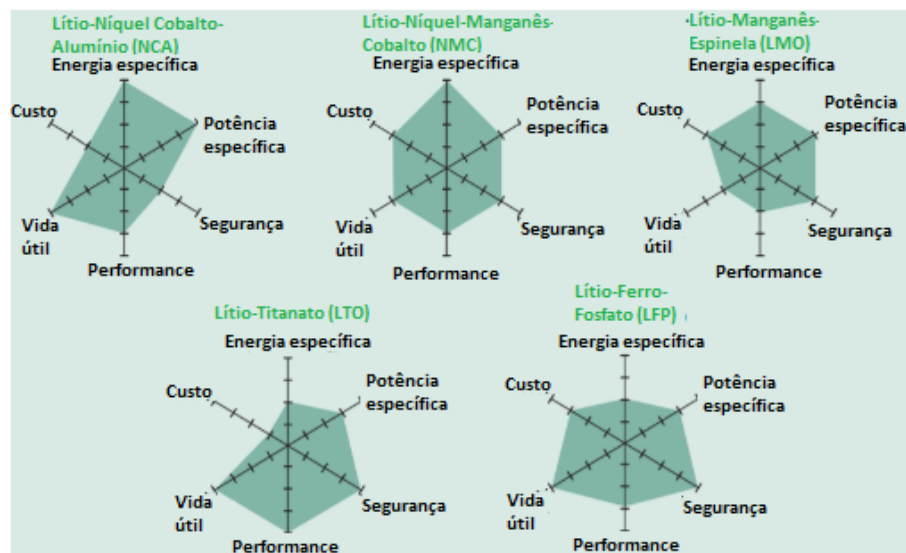 Lítio-Níquel Cobalto-
Alumínio (NCA)
Energia específica
Custo
Potência
específica
Vida
útil
Segurança
Performance
Lítio-Níquel-Manganês-
Cobalto (NMC)
Energia específica
Custo
Potência
específica
Vida
útil
Segurança
Performance
Lítio-Manganês-
Espinela (LMO)
Energia específica
Custo
Potência
específica
Vida
útil
Segurança
Performance
Lítio-Titanato (LTO)
Energia específica
Custo
Potência
específica
Vida
útil
Segurança
Performance
Lítio-Ferro-
Fosfato (LFP)
Energia específica
Custo
Potência
específica
Vida
útil
Segurança
Performance